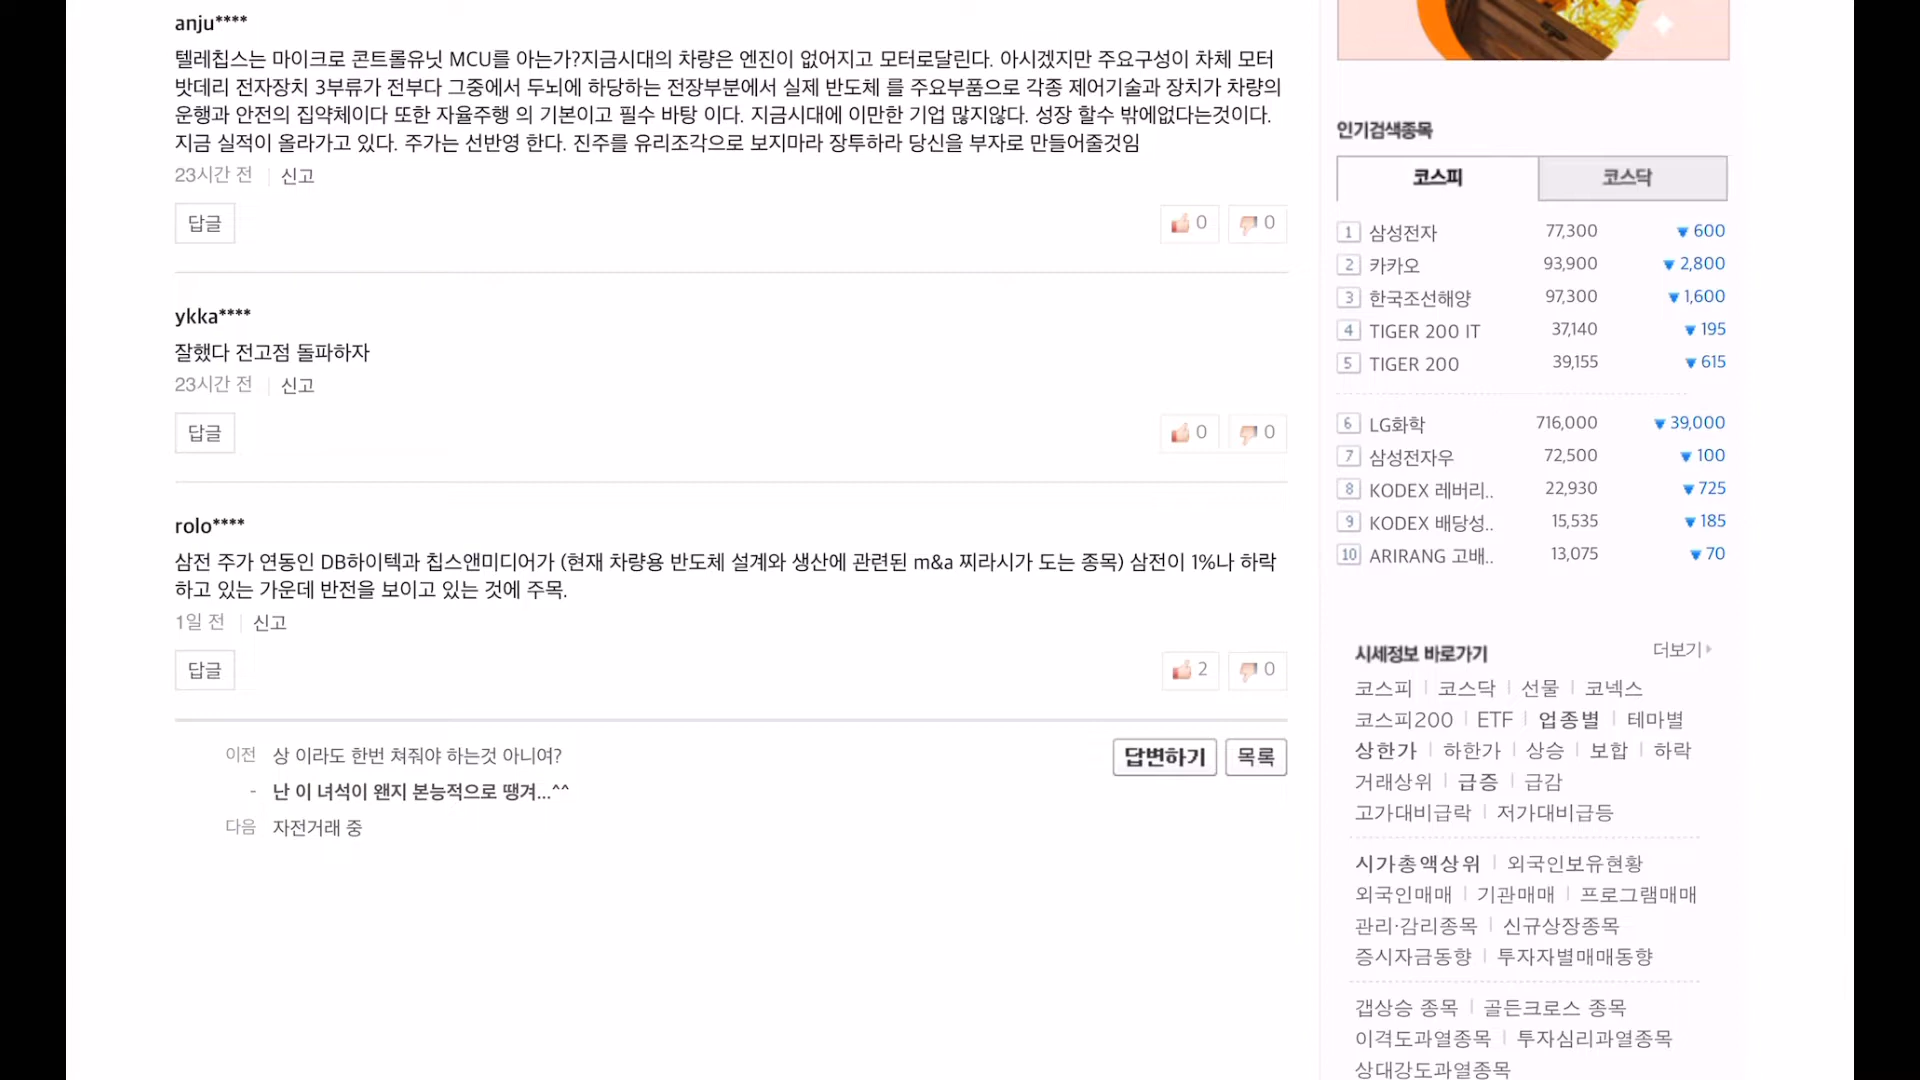 anju****
텔레칩스는 마이크로 콘트롤유닛 MCU를 아는가?지금시대의 차량은 엔진이 없어지고 모터로달린다. 아시겠지만 주요구성이 차체 모터
밧데리 전자장치 3부류가 전부다 그중에서 두뇌에 해당하는 전장부분에서 실제 반도체 를 주요부품으로 각종 제어기술과 장치가 차량의
운행과 안전의 집약체이다 또한 자율주행 의 기본이고 필수 바탕 이다. 지금시대에 이만한 기업 많지않다. 성장 할수 밖에없다는것이다.
지금 실적이 올라가고 있다. 주가는 선반영 한다. 진주를 유리조각으로 보지마라 장투하라 당신을 부자로 만들어줄것임
23시간 전 신고
답글 0 0
ykka****
잘했다 전고점 돌파하자
23시간 전 신고
답글 0 0
rolo****
삼전 주가 연동인 DB하이텍과 칩스앤미디어가 (현재 차량용 반도체 설계와 생산에 관련된 m&a 찌라시가 도는 종목) 삼전이 1%나 하락
하고 있는 가운데 반전을 보이고 있는 것에 주목.
1일 전 신고
답글 2 0
이전 상 이라도 한번 쳐줘야 하는것 아니여?
- 난 이 녀석이 왠지 본능적으로 땡겨...^^
다음 자전거래 중
답변하기 목록
인기검색종목
코스피 코스닥
1 삼성전자 77,300 ▼ 600
2 카카오 93,900 ▼ 2,800
3 한국조선해양 97,300 ▼ 1,600
4 TIGER 200 IT 37,140 ▼ 195
5 TIGER 200 39,155 ▼ 615
6 LG화학 716,000 ▼ 39,000
7 삼성전자우 72,500 ▼ 100
8 KODEX 레버리.. 22,930 ▼ 725
9 KODEX 배당성.. 15,535 ▼ 185
10 ARIRANG 고배.. 13,075 ▼ 70
시세정보 바로가기 더보기
코스피 | 코스닥 | 선물 | 코넥스
코스피200 | ETF | 업종별 | 테마별
상한가 | 하한가 | 상승 | 보합 | 하락
거래상위 | 급증 | 급감
고가대비급락 | 저가대비급등
시가총액상위 | 외국인보유현황
외국인매매 | 기관매매 | 프로그램매매
관리·감리종목 | 신규상장종목
증시자금동향 | 투자자별매매동향
갭상승 종목 | 골든크로스 종목
이격도과열종목 | 투자심리과열종목
상대강도과열종목